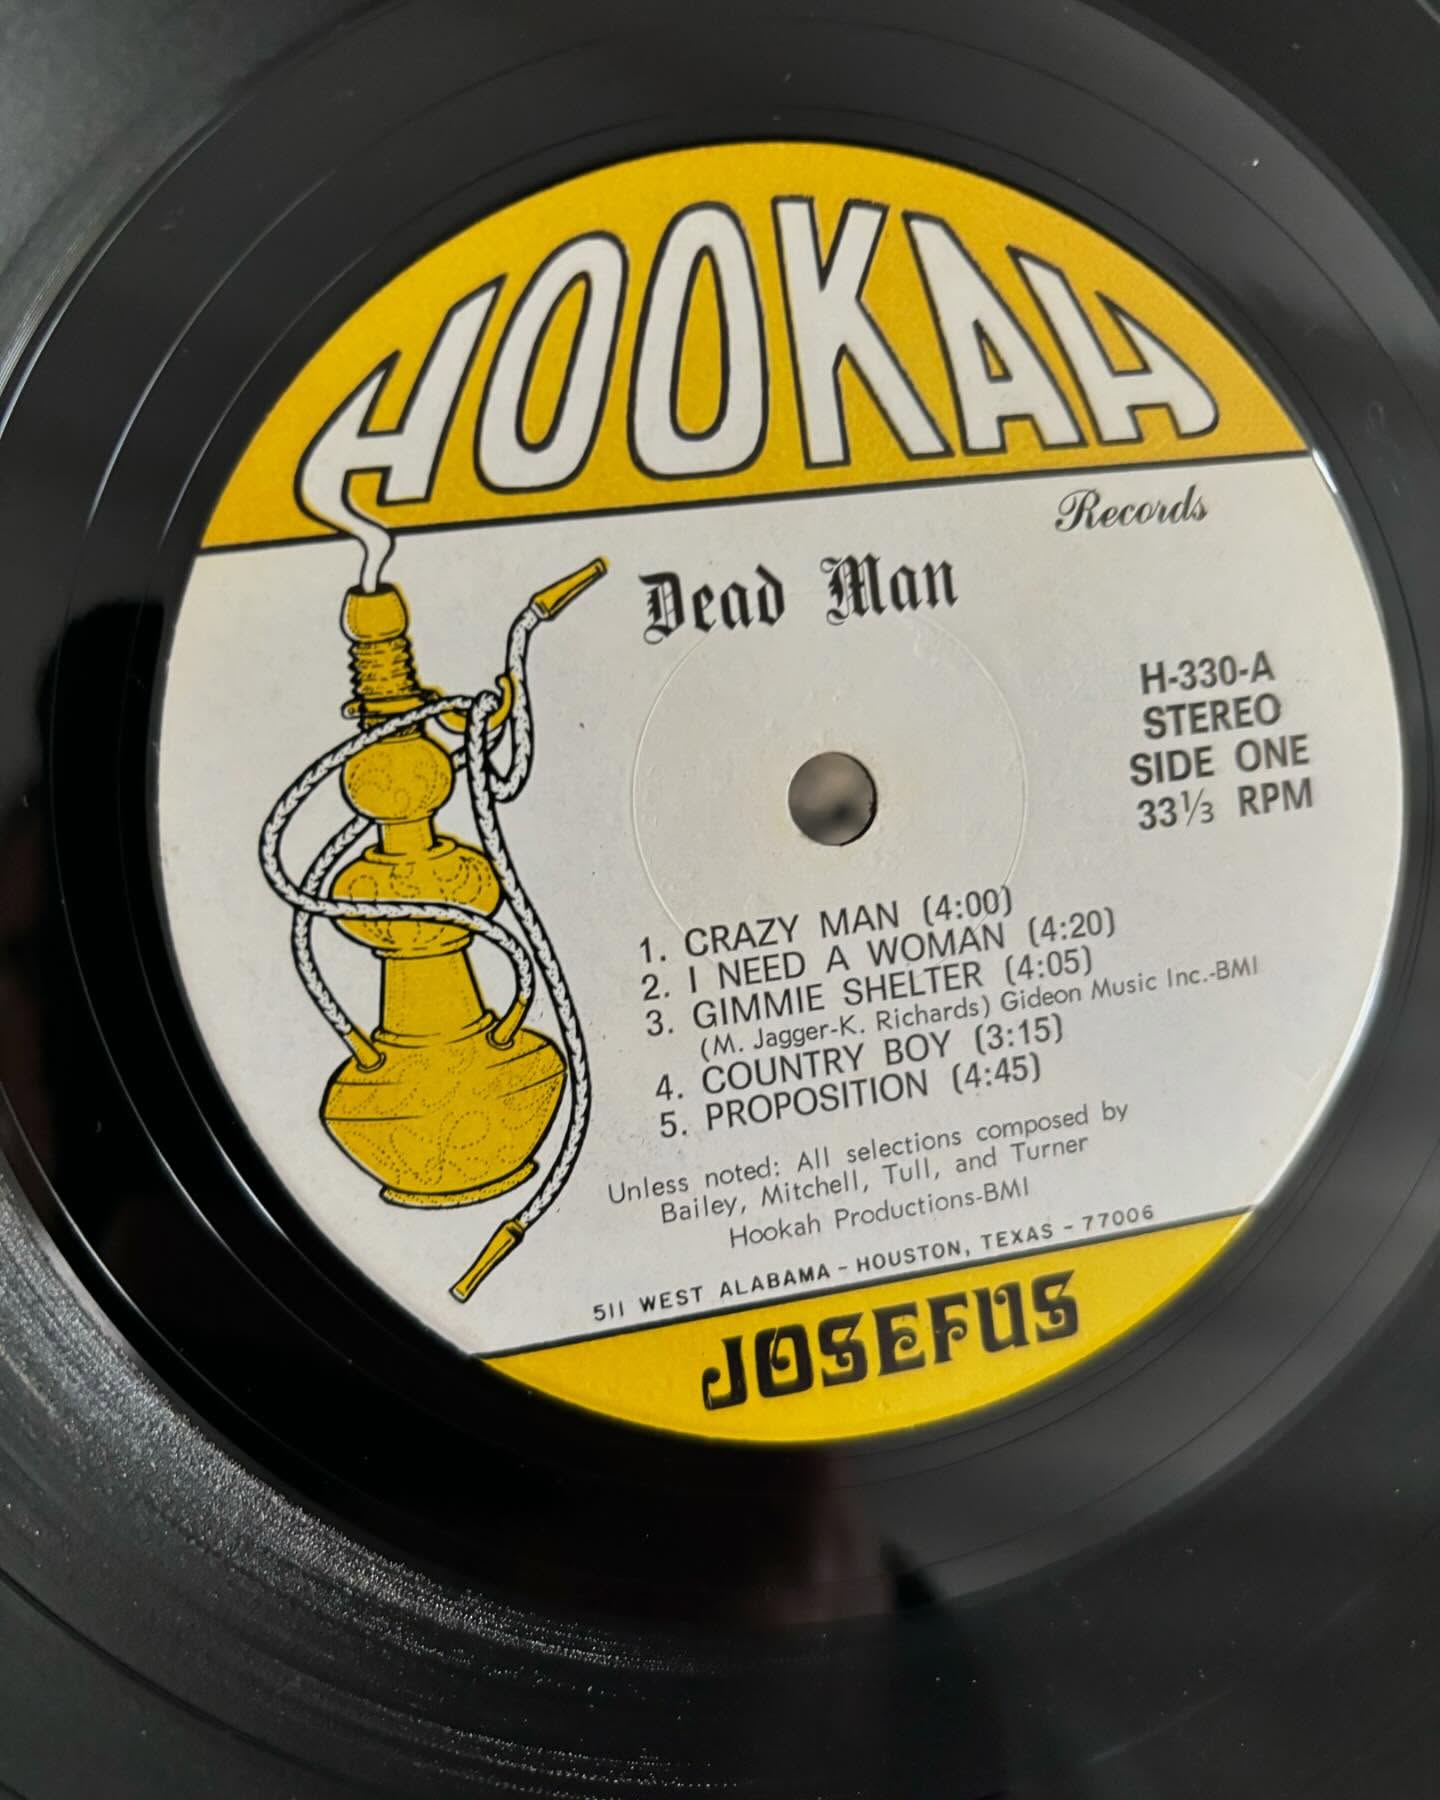 HOOKAH
Records
Dead Man
H-330-A
STEREO
SIDE ONE
33⅓ RPM
1. CRAZY MAN (4:00)
2. I NEED A WOMAN (4:20)
3. GIMMIE SHELTER (4:05)
(M. Jagger-K. Richards) Gideon Music Inc.-BMI
4. COUNTRY BOY (3:15)
5. PROPOSITION (4:45)
Unless noted: All selections composed by
Bailey, Mitchell, Tull, and Turner
Hookah Productions-BMI
511 WEST ALABAMA - HOUSTON, TEXAS - 77006
JOSEFUS